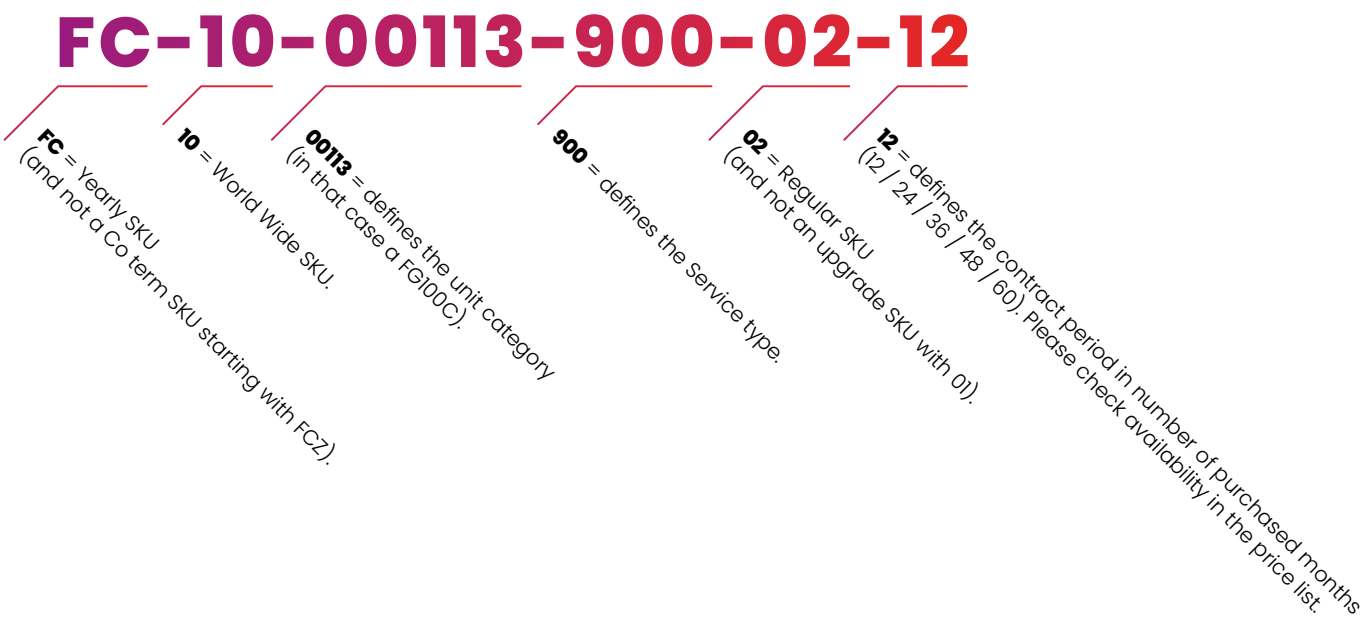 FC-10-00113-900-02-12
FC = Yearly SKU
(and not a Co term SKU starting with FCZ).
10 = World Wide SKU.
00113 = defines the unit category
(in that case a FG100C).
900 = defines the Service type.
02 = Regular SKU
(and not an upgrade SKU with 01).
12 = defines the contract period in number of purchased months
(12 / 24 / 36 / 48 / 60). Please check availability in the price list.